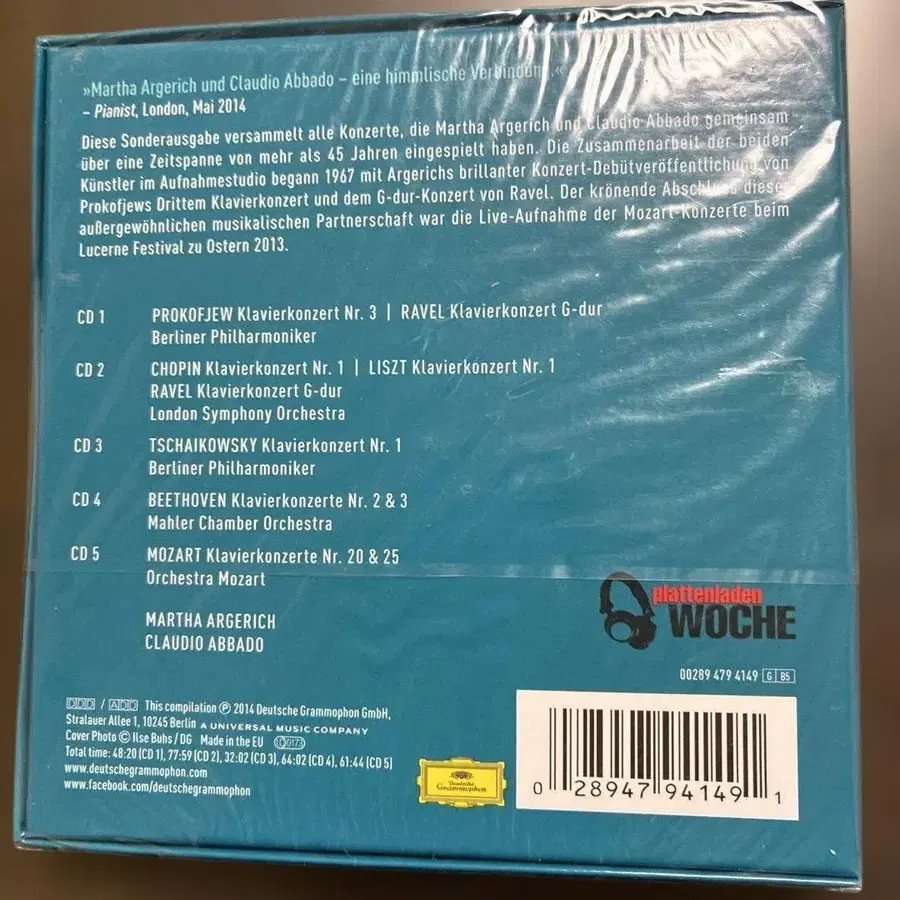 »Martha Argerich und Claudio Abbado – eine himmlische Verbindung.«
– Pianist, London, Mai 2014
Diese Sonderausgabe versammelt alle Konzerte, die Martha Argerich und Claudio Abbado gemeinsam
über eine Zeitspanne von mehr als 45 Jahren eingespielt haben. Die Zusammenarbeit der beiden
Künstler im Aufnahmestudio begann 1967 mit Argerichs brillanter Konzert-Debütveröffentlichung von
Prokofjews Drittem Klavierkonzert und dem G-dur-Konzert von Ravel. Der krönende Abschluss dieser
außergewöhnlichen musikalischen Partnerschaft war die Live-Aufnahme der Mozart-Konzerte beim
Lucerne Festival zu Ostern 2013.
CD 1 PROKOFJEW Klavierkonzert Nr. 3 | RAVEL Klavierkonzert G-dur
Berliner Philharmoniker
CD 2 CHOPIN Klavierkonzert Nr. 1 | LISZT Klavierkonzert Nr. 1
RAVEL Klavierkonzert G-dur
London Symphony Orchestra
CD 3 TSCHAIKOWSKY Klavierkonzert Nr. 1
Berliner Philharmoniker
CD 4 BEETHOVEN Klavierkonzerte Nr. 2 & 3
Mahler Chamber Orchestra
CD 5 MOZART Klavierkonzerte Nr. 20 & 25
Orchestra Mozart
MARTHA ARGERICH
CLAUDIO ABBADO
plattenladen
WOCHE
00289 479 4149 G B5
DDD / ADD This compilation ℗ 2014 Deutsche Grammophon GmbH,
Stralauer Allee 1, 10245 Berlin A UNIVERSAL MUSIC COMPANY
Cover Photo © Ilse Buhs / DG Made in the EU LC 0173
Total time: 48:20 (CD 1), 77:59 (CD 2), 32:02 (CD 3), 64:02 (CD 4), 61:44 (CD 5)
www.deutschegrammophon.com
www.facebook.com/deutschegrammophon
Deutsche
Grammophon
0 28947 94149 1